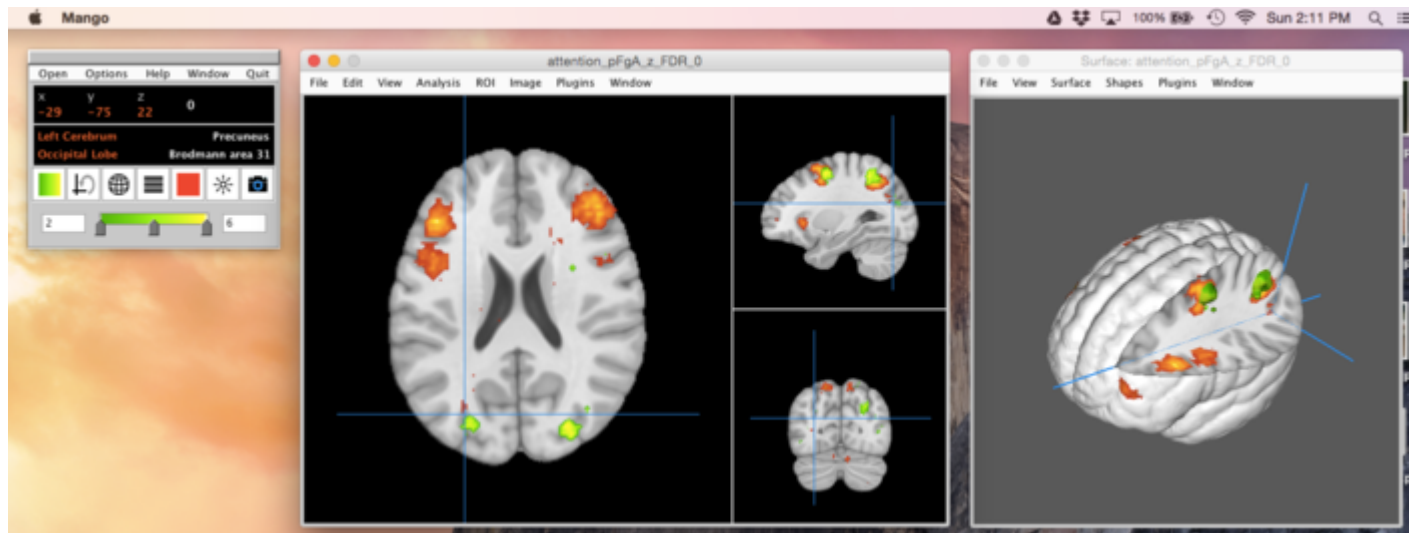 Mango 100% Sun 2:11 PM
Open Options Help Window Quit
x y z 0
-29 -75 22
Left Cerebrum Precuneus
Occipital Lobe Brodmann area 31
2 6
attention_pFgA_z_FDR_0
File Edit View Analysis ROI Image Plugins Window
Surface: attention_pFgA_z_FDR_0
File View Surface Shapes Plugins Window